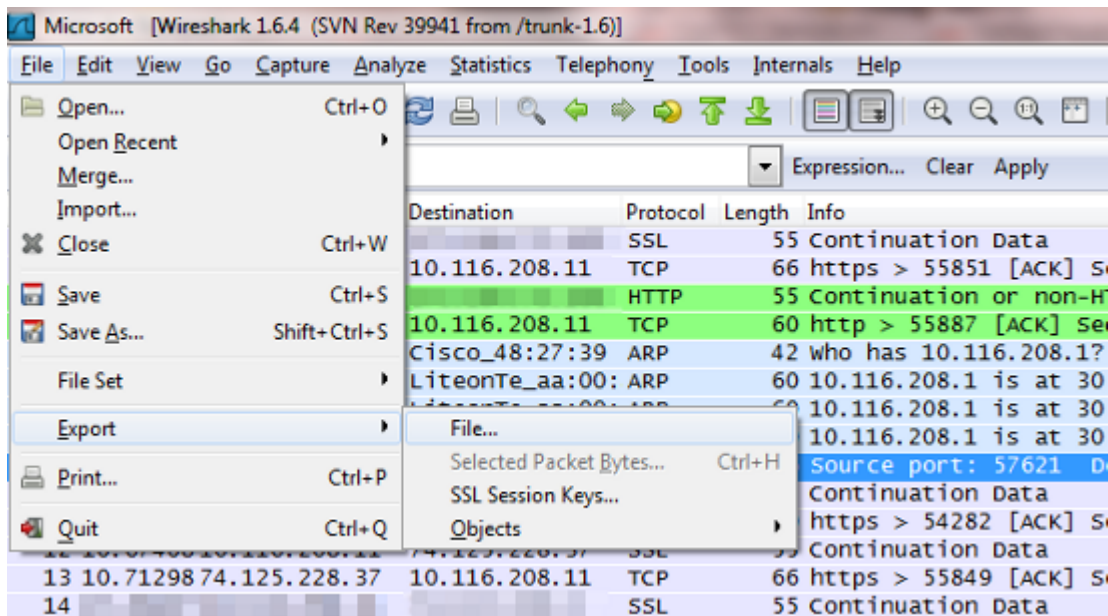 Microsoft [Wireshark 1.6.4 (SVN Rev 39941 from /trunk-1.6)]
File Edit View Go Capture Analyze Statistics Telephony Tools Internals Help
Open... Ctrl+O
Open Recent
Merge...
Import...
Close Ctrl+W
Save Ctrl+S
Save As... Shift+Ctrl+S
File Set
Export
Print... Ctrl+P
Quit Ctrl+Q
File...
Selected Packet Bytes... Ctrl+H
SSL Session Keys...
Objects
Expression... Clear Apply
Destination Protocol Length Info
SSL 55 Continuation Data
10.116.208.11 TCP 66 https > 55851 [ACK]
HTTP 55 Continuation or
10.116.208.11 TCP 60 http > 55887 [ACK]
Cisco_48:27:39 ARP 42 Who has 10.116.208.1?
LiteonTe_aa:00: ARP 60 10.116.208.1 is at 30
10.116.208.1 is at 30
10.116.208.1 is at 30
Source port: 57621
Continuation Data
https > 54282 [ACK]
Continuation Data
13 10.71298 74.125.228.37 10.116.208.11 TCP 66 https > 55849 [ACK]
14 SSL 55 Continuation Data